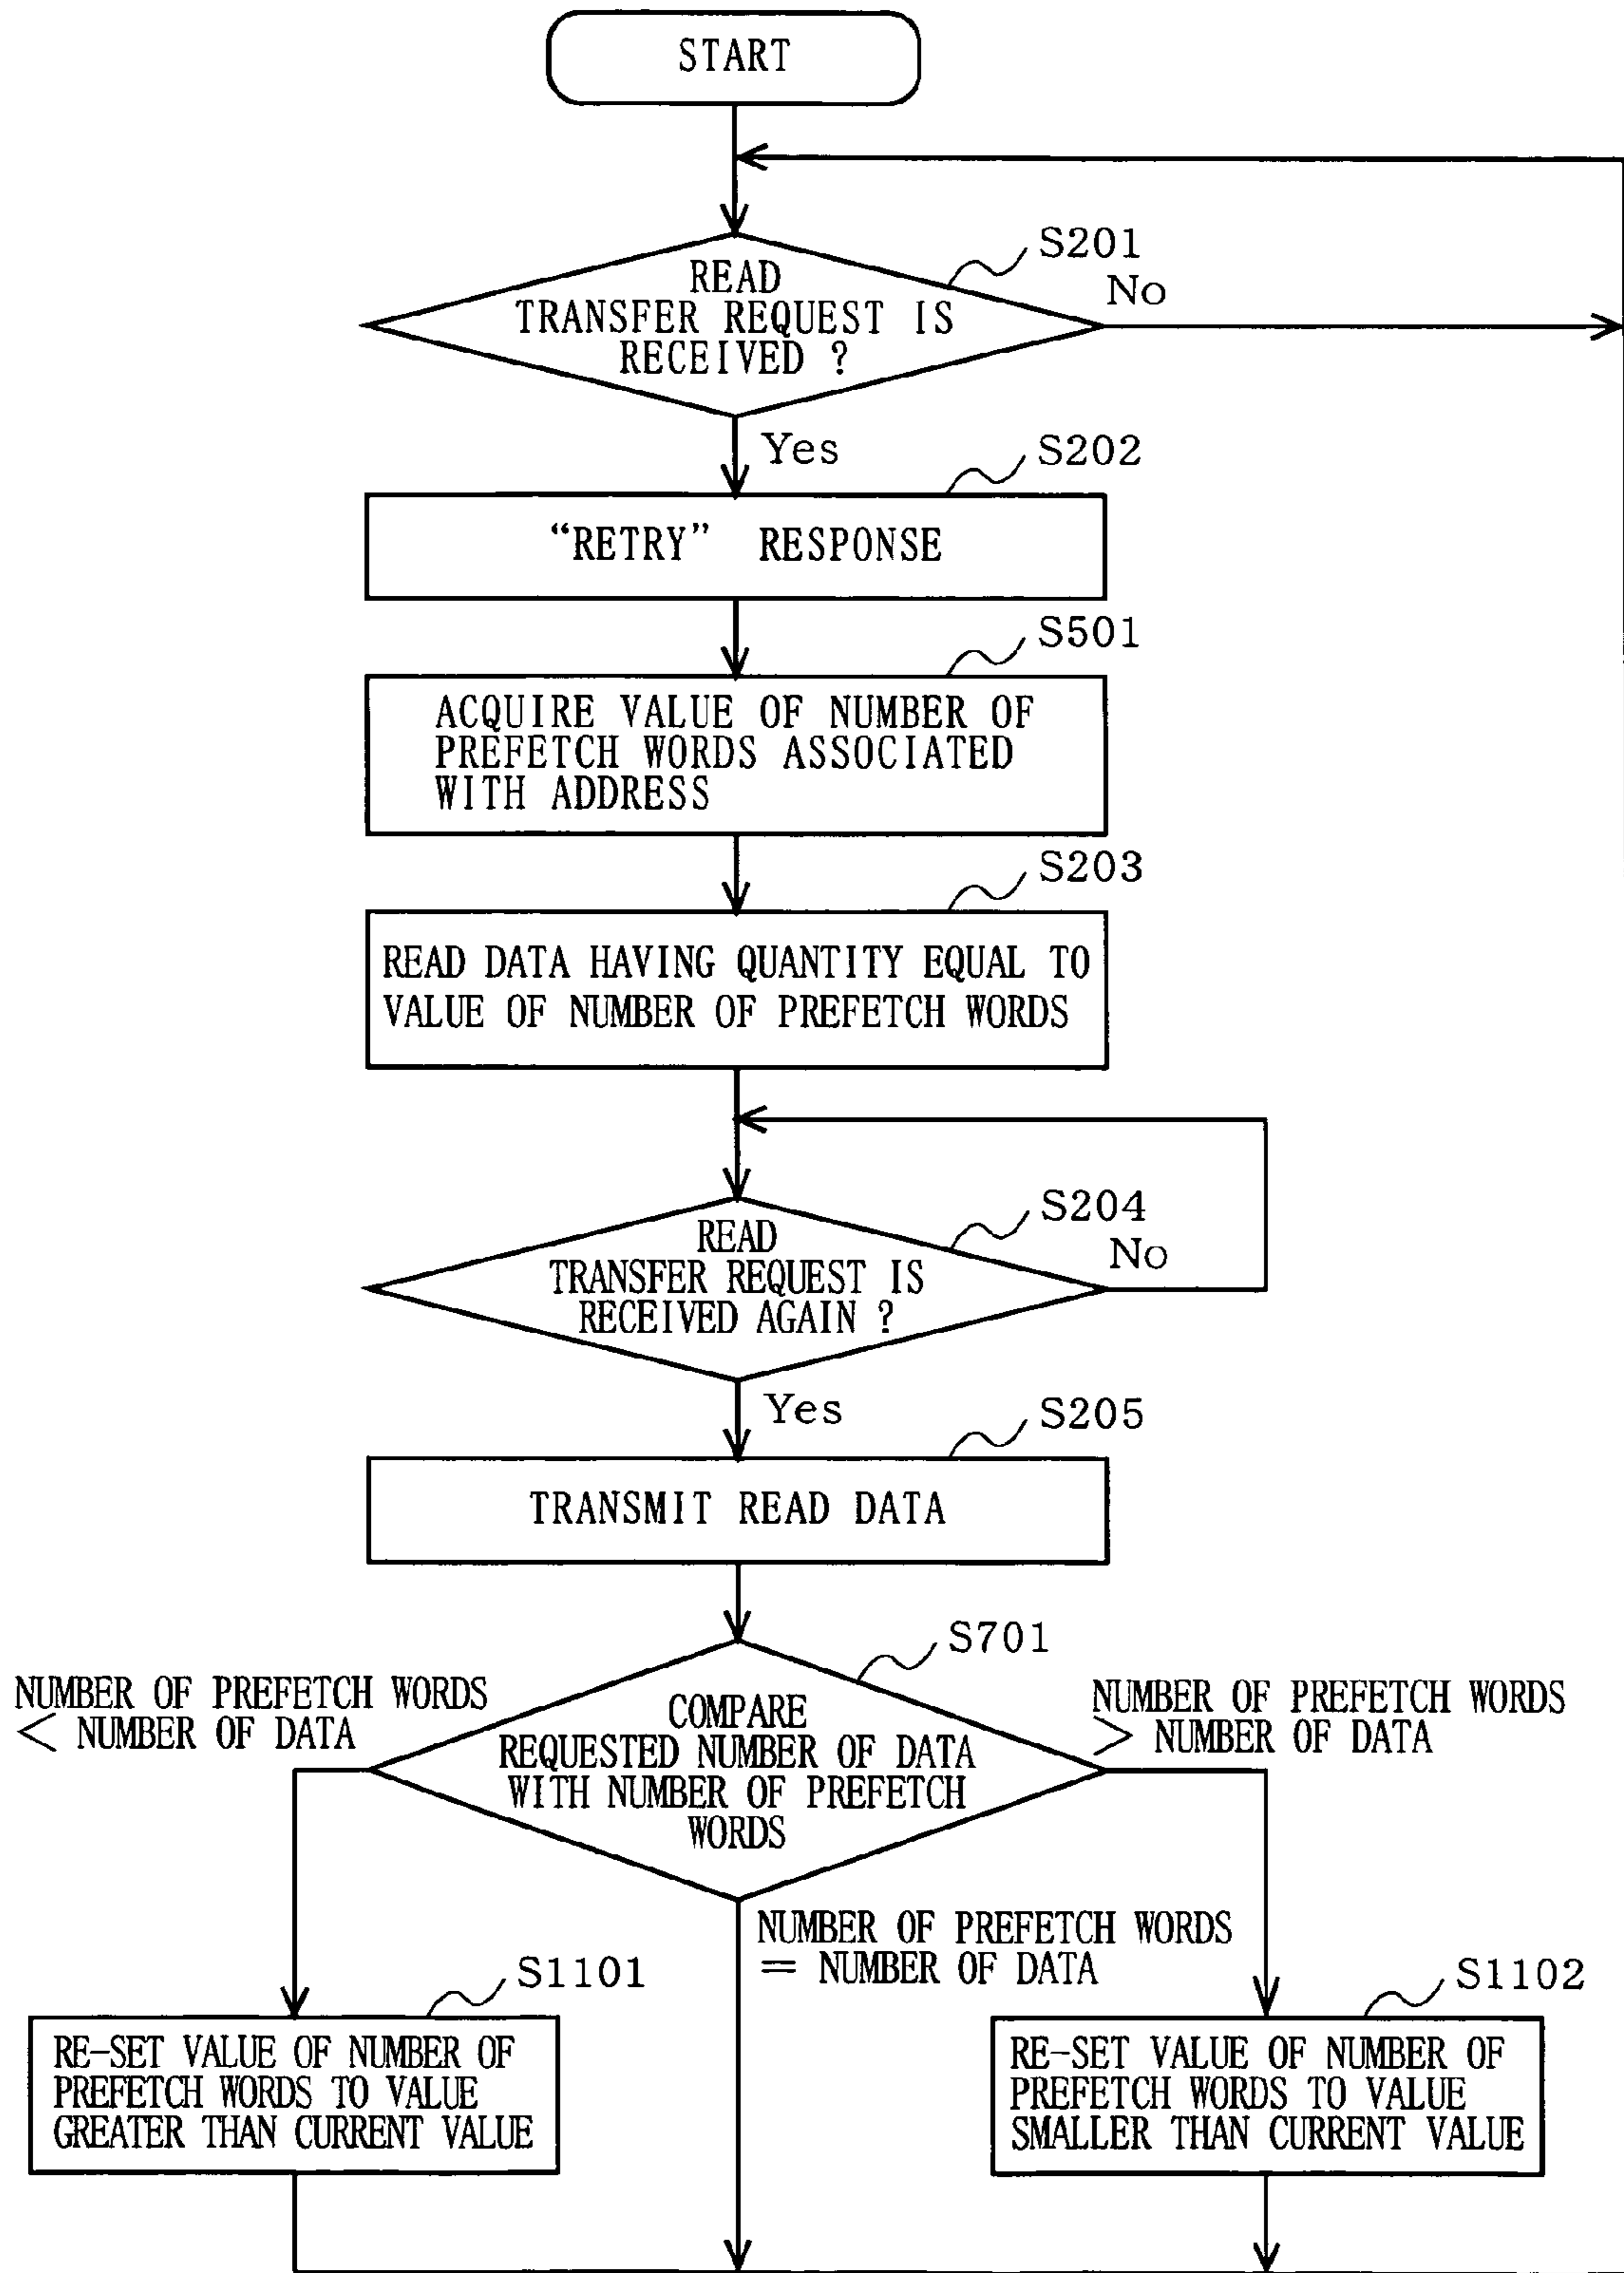 START
S201
No
READ
TRANSFER REQUEST IS
RECEIVED ?
Yes
S202
“RETRY” RESPONSE
S501
ACQUIRE VALUE OF NUMBER OF
PREFETCH WORDS ASSOCIATED
WITH ADDRESS
S203
READ DATA HAVING QUANTITY EQUAL TO
VALUE OF NUMBER OF PREFETCH WORDS
S204
No
READ
TRANSFER REQUEST IS
RECEIVED AGAIN ?
Yes
S205
TRANSMIT READ DATA
S701
NUMBER OF PREFETCH WORDS
< NUMBER OF DATA
COMPARE
REQUESTED NUMBER OF DATA
WITH NUMBER OF PREFETCH
WORDS
NUMBER OF PREFETCH WORDS
> NUMBER OF DATA
NUMBER OF PREFETCH WORDS
= NUMBER OF DATA
S1101
RE-SET VALUE OF NUMBER OF
PREFETCH WORDS TO VALUE
GREATER THAN CURRENT VALUE
S1102
RE-SET VALUE OF NUMBER OF
PREFETCH WORDS TO VALUE
SMALLER THAN CURRENT VALUE